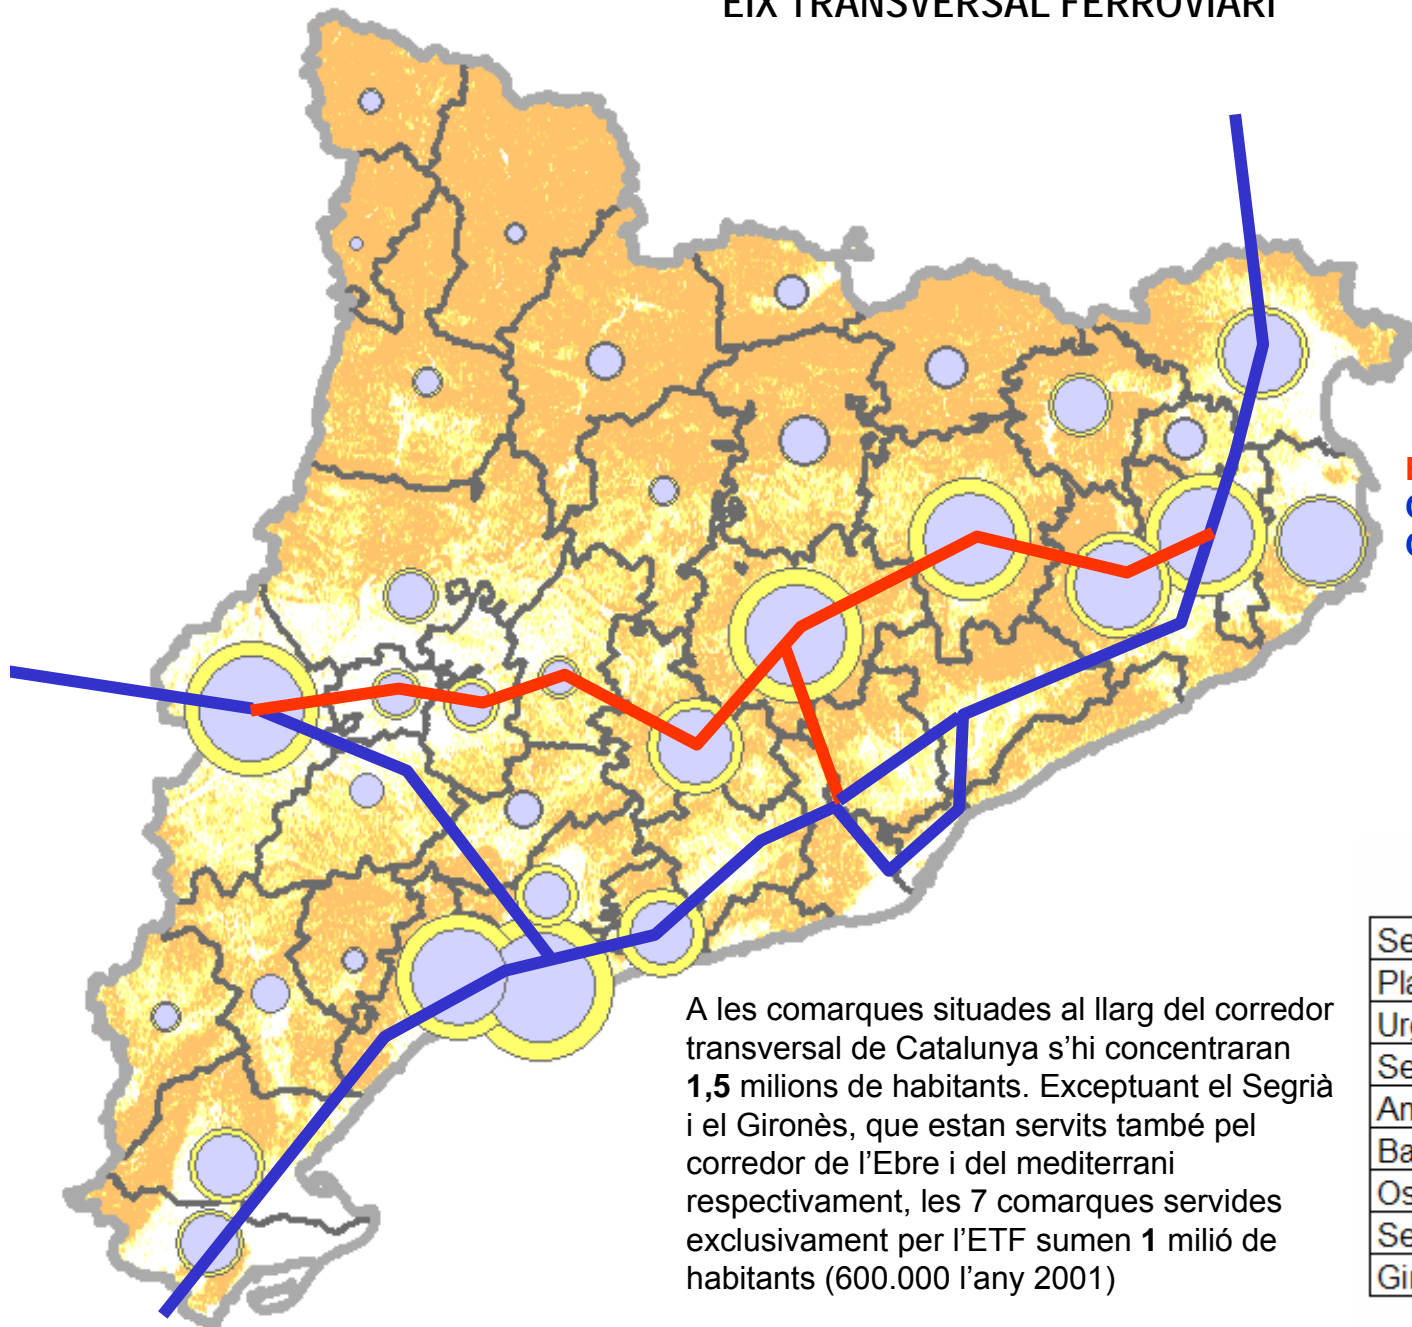 EIX TRANSVERSAL FERROVIARI
A les comarques situades al llarg del corredor
transversal de Catalunya s'hi concentraran
1,5 milions de habitants. Exceptuant el Segrià
i el Gironès, que estan servits també pel
corredor de l'Ebre i del mediterrani
respectivament, les 7 comarques servides
exclusivament per l'ETF sumen 1 milió de
habitants (600.000 l'any 2001)